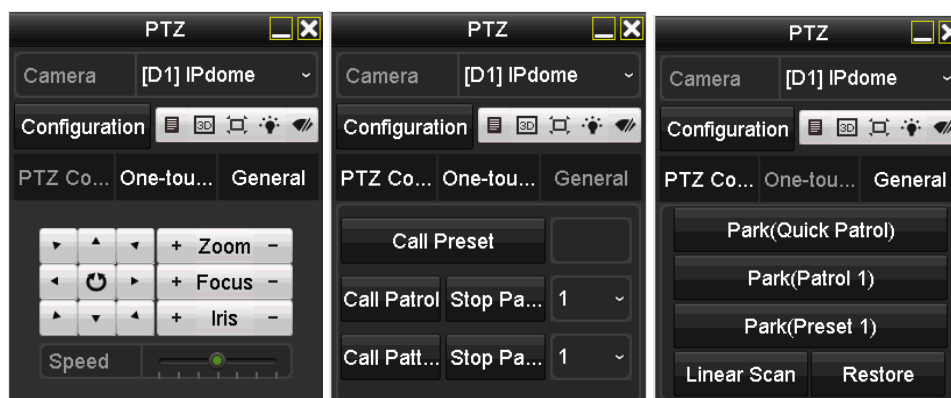 PTZ
Camera [D1] IPdome
Configuration 3D
PTZ Co... One-tou... General
+ Zoom -
+ Focus -
+ Iris -
Speed
PTZ
Camera [D1] IPdome
Configuration 3D
PTZ Co... One-tou... General
Call Preset
Call Patrol Stop Pa... 1
Call Patt... Stop Pa... 1
PTZ
Camera [D1] IPdome
Configuration 3D
PTZ Co... One-tou... General
Park(Quick Patrol)
Park(Patrol 1)
Park(Preset 1)
Linear Scan Restore